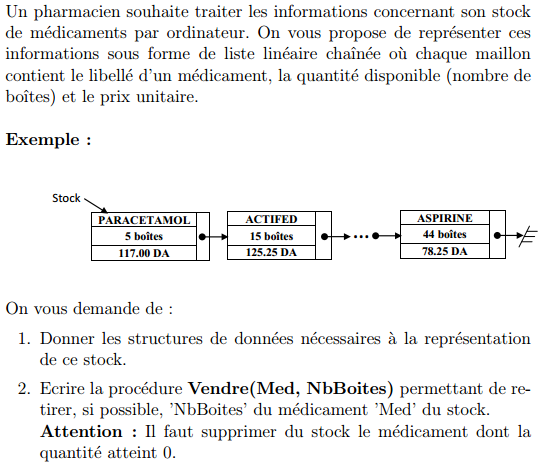 Un pharmacien souhaite traiter les informations concernant son stock
de médicaments par ordinateur. On vous propose de représenter ces
informations sous forme de liste linéaire chaînée où chaque maillon
contient le libellé d'un médicament, la quantité disponible (nombre de
boîtes) et le prix unitaire.
Exemple :
Stock
PARACETAMOL
5 boîtes
117.00 DA
ACTIFED
15 boîtes
125.25 DA
ASPIRINE
44 boîtes
78.25 DA
On vous demande de :
1. Donner les structures de données nécessaires à la représentation
de ce stock.
2. Ecrire la procédure Vendre(Med, NbBoites) permettant de re-
tirer, si possible, 'NbBoites' du médicament 'Med' du stock.
Attention : Il faut supprimer du stock le médicament dont la
quantité atteint 0.